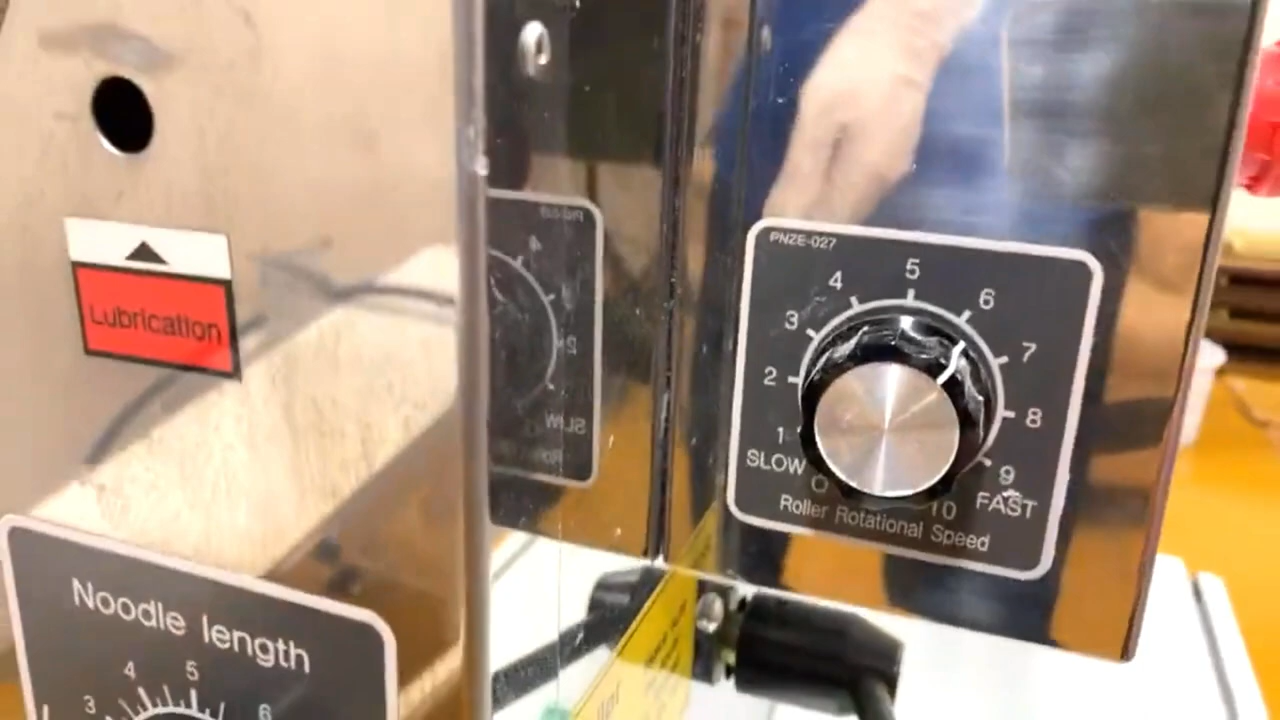 PNZE-027
5
4
6
3
7
2
8
1
9
SLOW
FAST
0
10
Roller Rotational Speed
Lubrication
Noodle length
4
5
3
6